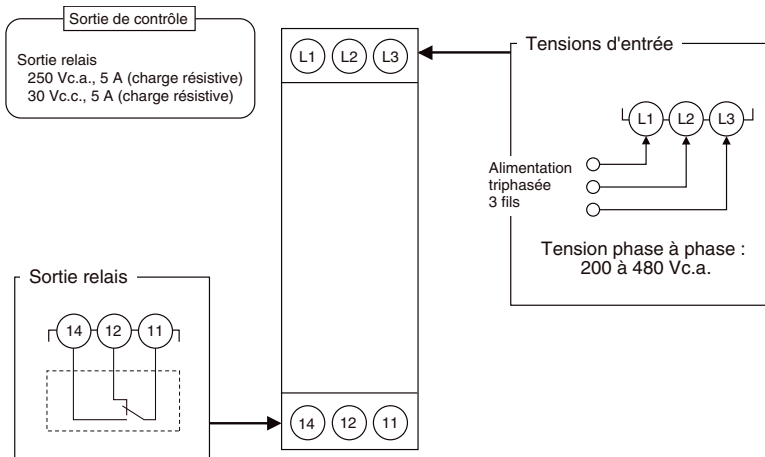 Sortie de contrôle
Sortie relais
250 Vc.a., 5 A (charge résistive)
30 Vc.c., 5 A (charge résistive)
L1 L2 L3
Tensions d'entrée
L1 L2 L3
Alimentation
triphasée
3 fils
Tension phase à phase :
200 à 480 Vc.a.
Sortie relais
14 12 11
14 12 11